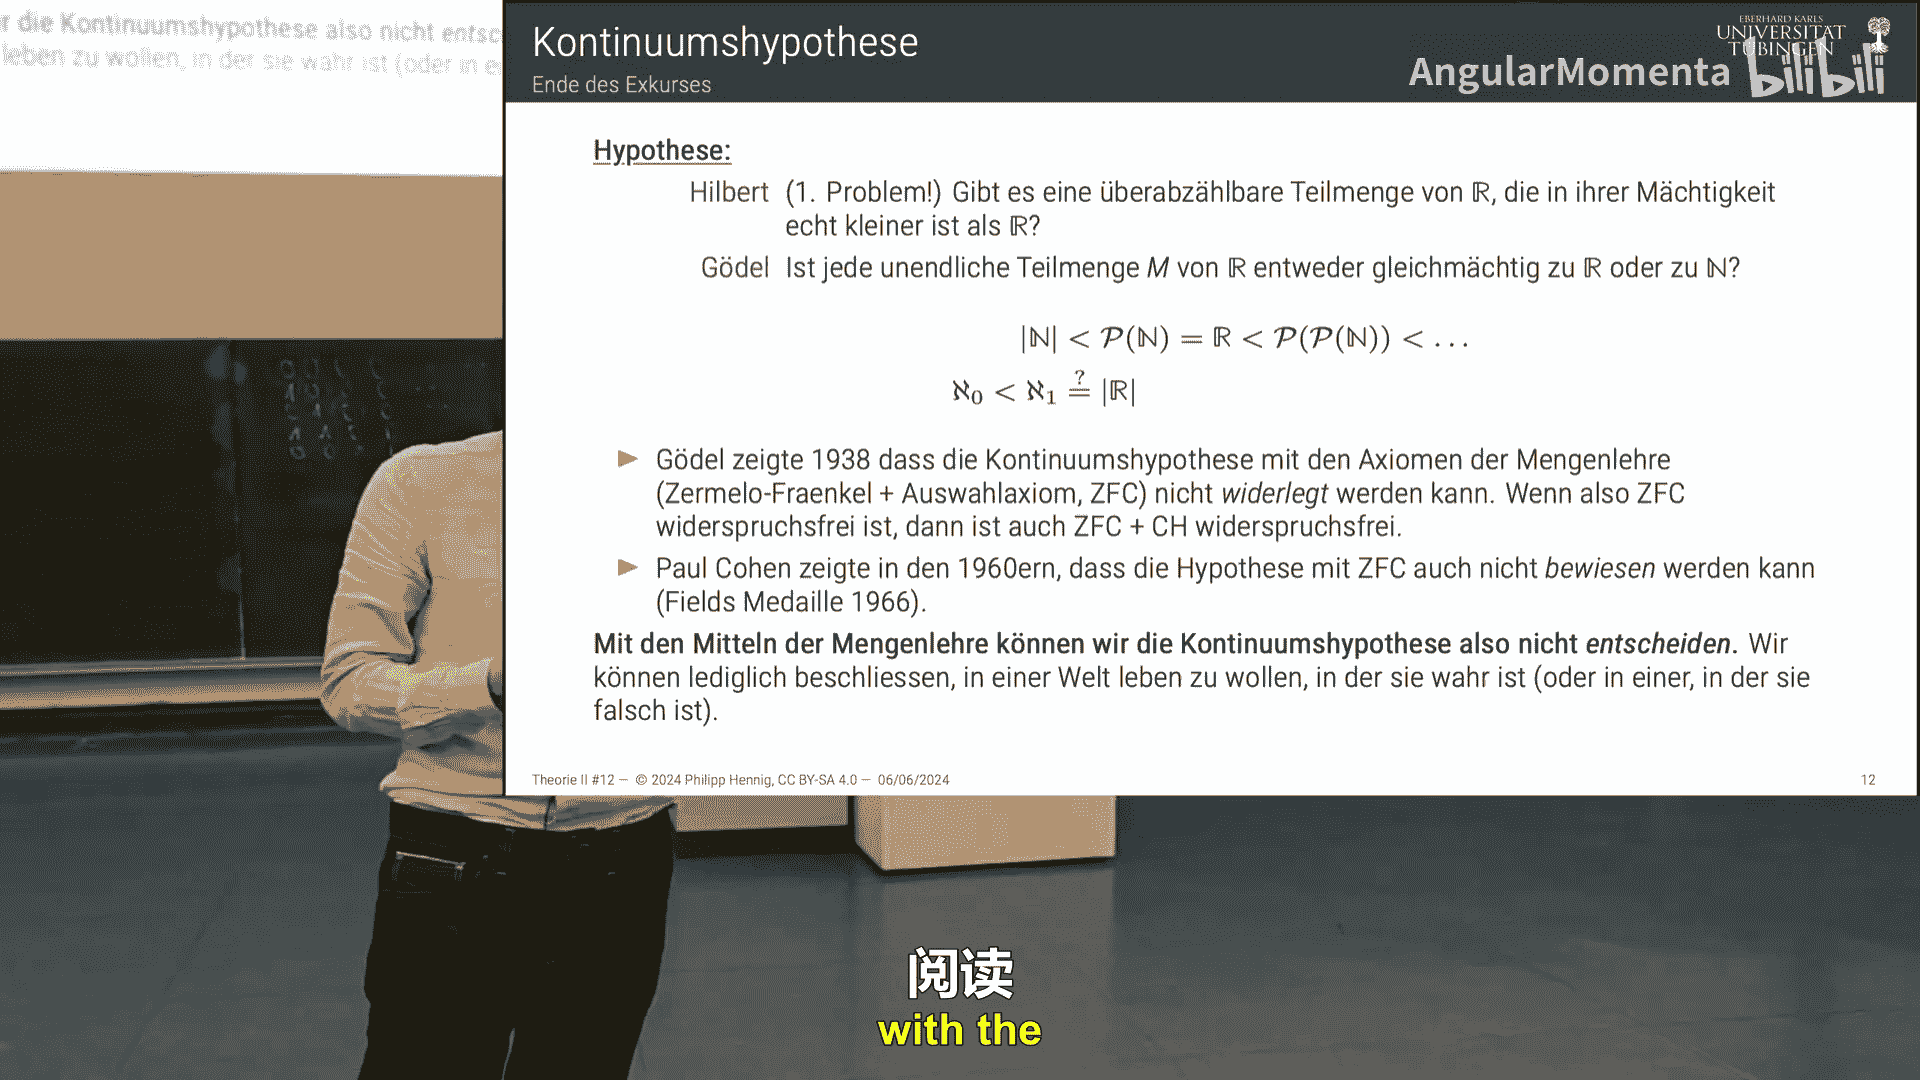 r die Kontinuumshypothese also nicht entsc
leben zu wollen, in der sie wahr ist (oder in e
Kontinuumshypothese
Ende des Exkurses
EBERHARD KARLS
UNIVERSITÄT
TÜBINGEN
AngularMomenta bilibili
Hypothese:
Hilbert (1. Problem!) Gibt es eine überabzählbare Teilmenge von ℝ, die in ihrer Mächtigkeit
echt kleiner ist als ℝ?
Gödel Ist jede unendliche Teilmenge M von ℝ entweder gleichmächtig zu ℝ oder zu ℕ?
|ℕ| < 𝒫(ℕ) = ℝ < 𝒫(𝒫(ℕ)) < …
ℵ₀ < ℵ₁ ≟ |ℝ|
► Gödel zeigte 1938 dass die Kontinuumshypothese mit den Axiomen der Mengenlehre
(Zermelo-Fraenkel + Auswahlaxiom, ZFC) nicht widerlegt werden kann. Wenn also ZFC
widerspruchsfrei ist, dann ist auch ZFC + CH widerspruchsfrei.
► Paul Cohen zeigte in den 1960ern, dass die Hypothese mit ZFC auch nicht bewiesen werden kann
(Fields Medaille 1966).
Mit den Mitteln der Mengenlehre können wir die Kontinuumshypothese also nicht entscheiden. Wir
können lediglich beschliessen, in einer Welt leben zu wollen, in der sie wahr ist (oder in einer, in der sie
falsch ist).
Theorie II #12 — © 2024 Philipp Hennig, CC BY-SA 4.0 — 06/06/2024
12
阅读
with the